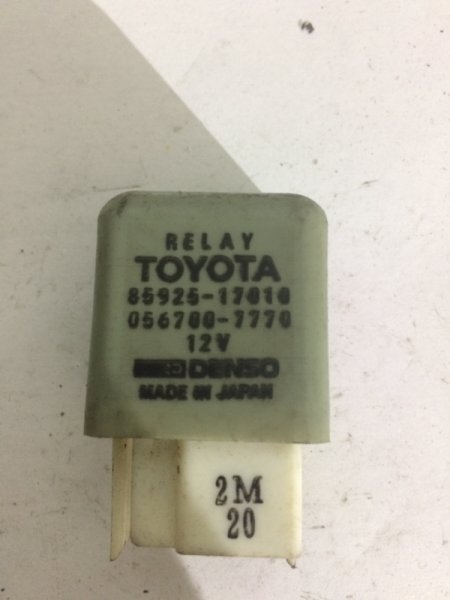 RELAY
TOYOTA
85925-17010
056700-7770
12V
DENSO
MADE IN JAPAN
2M
20